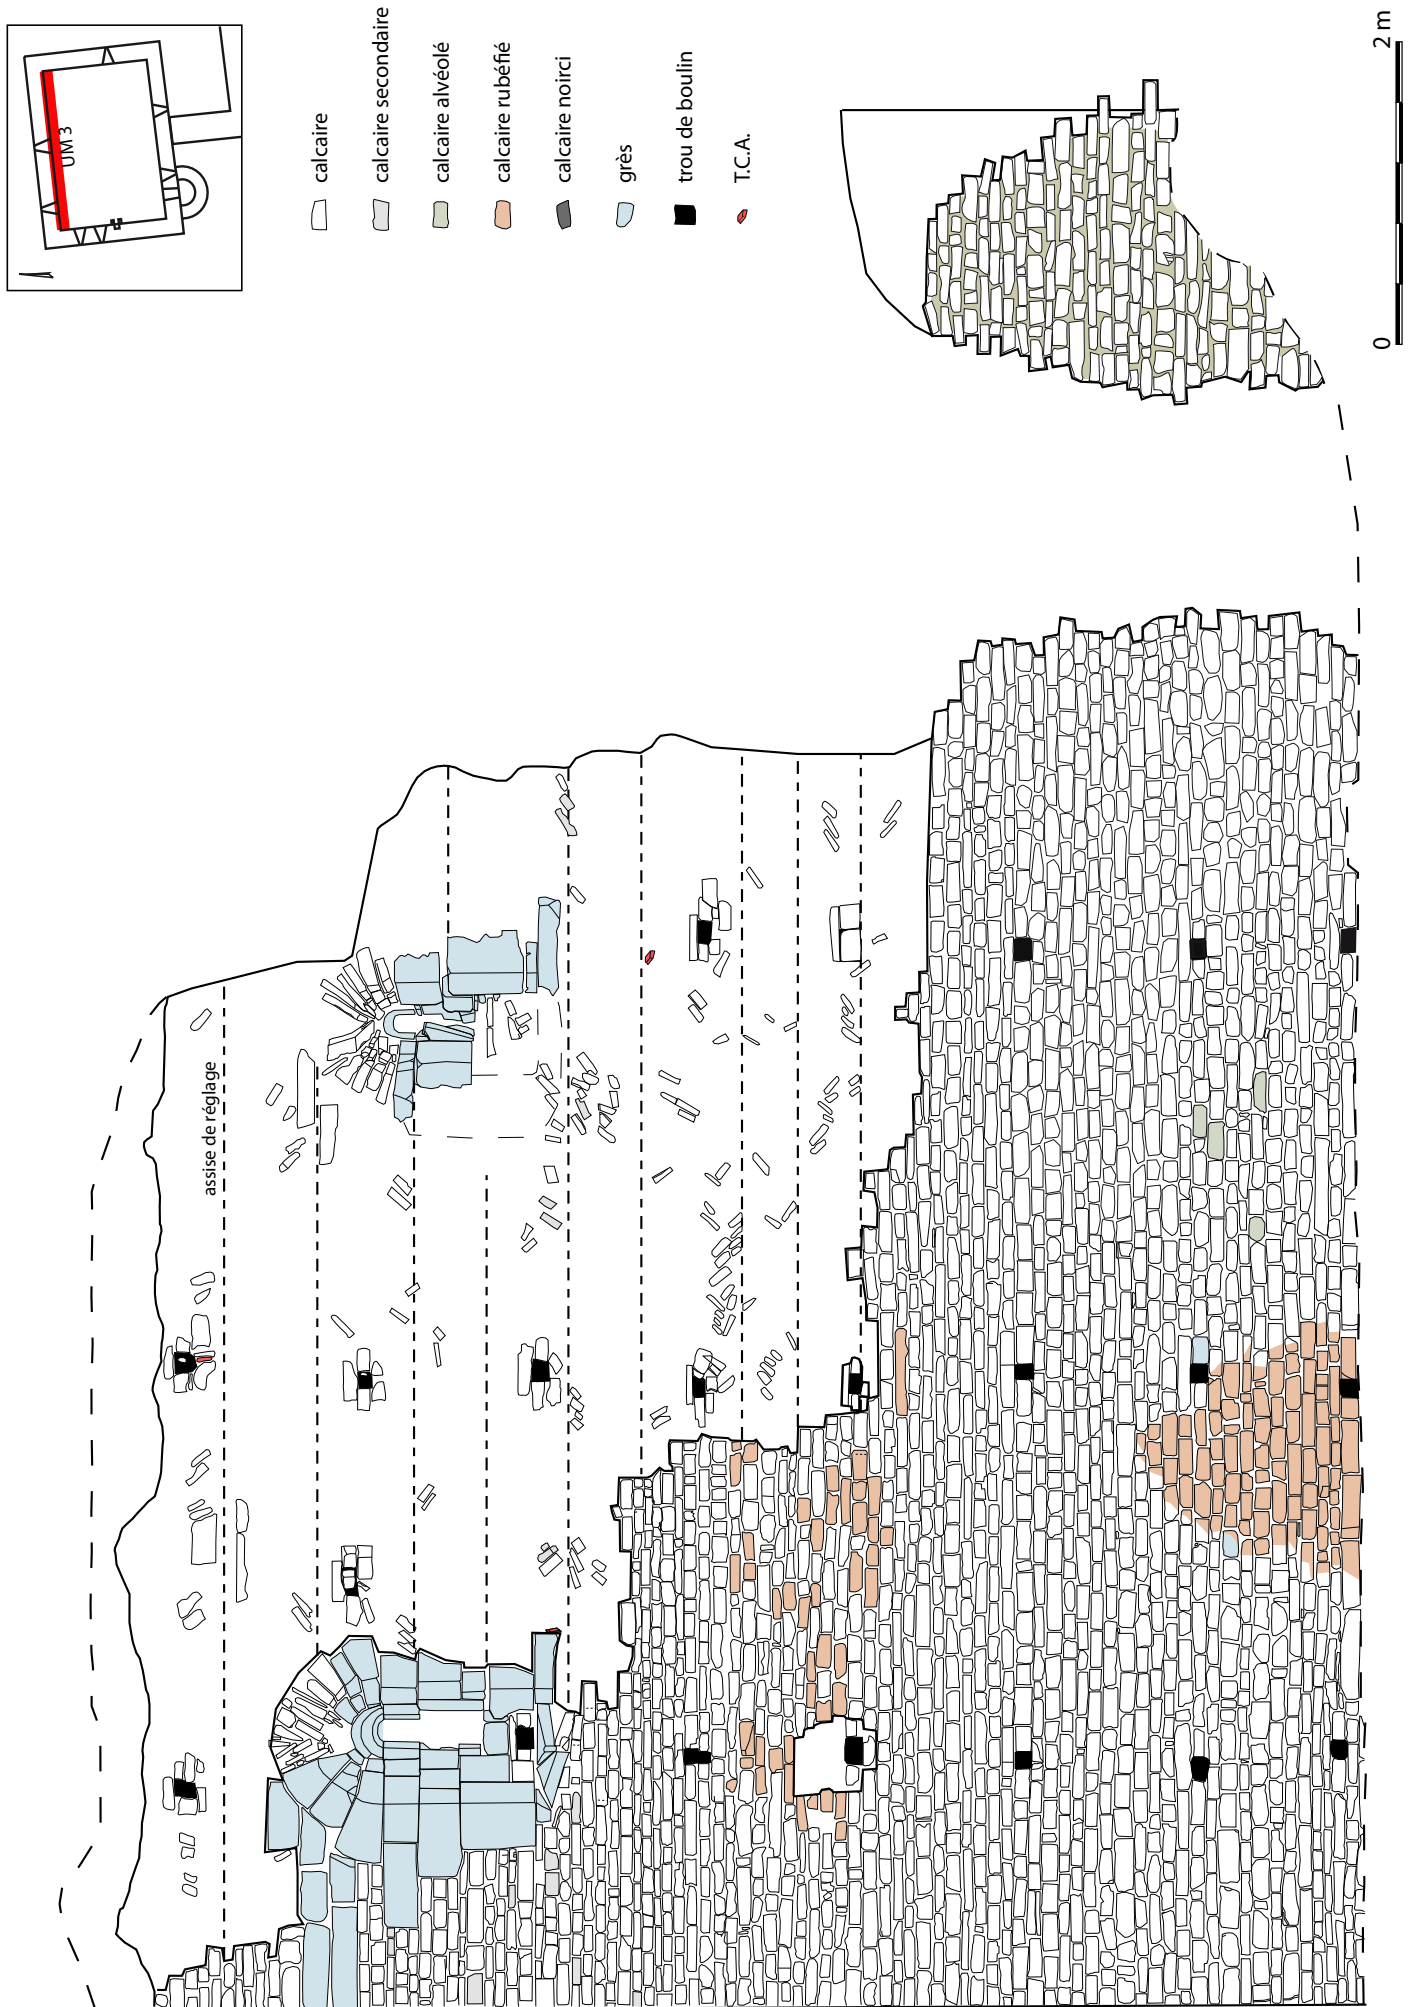 UM 3
calcaire
calcaire secondaire
calcaire alvéolé
calcaire rubéfié
calcaire noirci
grès
trou de boulin
T.C.A.
assise de réglage
0
2 m